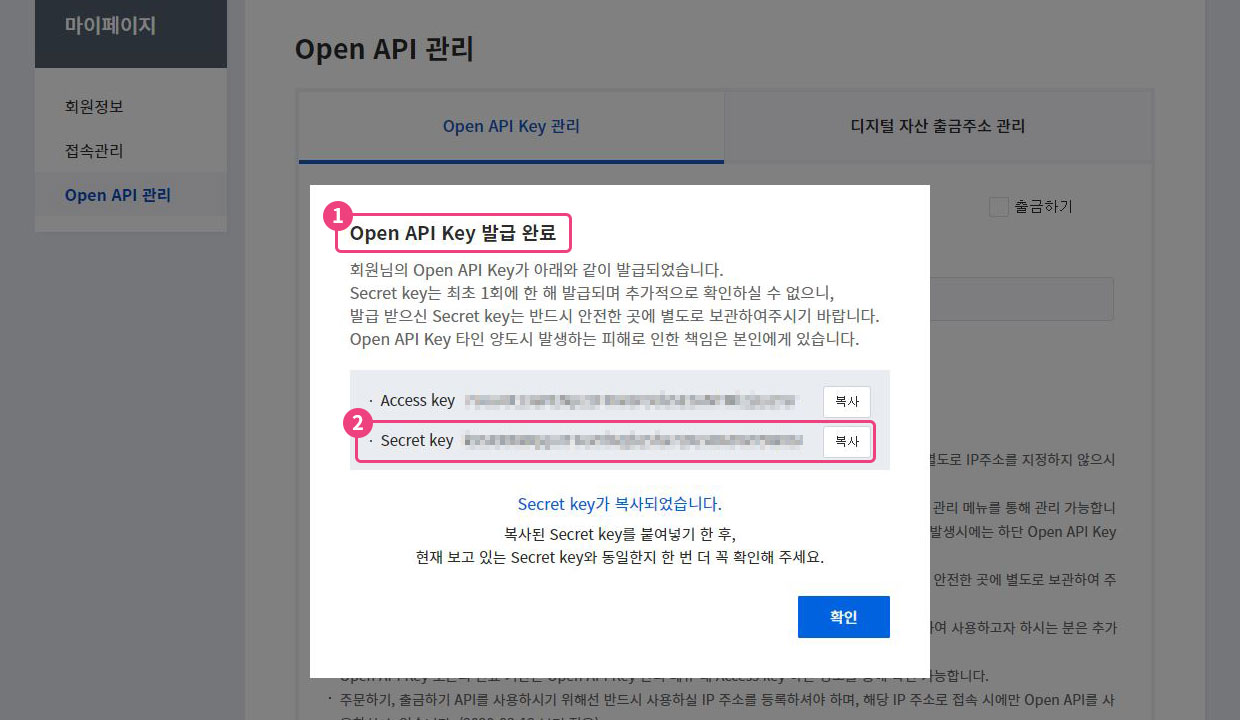 마이페이지
회원정보
접속관리
Open API 관리
Open API 관리
Open API Key 관리
디지털 자산 출금주소 관리
출금하기
1
Open API Key 발급 완료
회원님의 Open API Key가 아래와 같이 발급되었습니다.
Secret key는 최초 1회에 한 해 발급되며 추가적으로 확인하실 수 없으니,
발급 받으신 Secret key는 반드시 안전한 곳에 별도로 보관하여주시기 바랍니다.
Open API Key 타인 양도시 발생하는 피해로 인한 책임은 본인에게 있습니다.
· Access key
복사
2
· Secret key
복사
Secret key가 복사되었습니다.
복사된 Secret key를 붙여넣기 한 후,
현재 보고 있는 Secret key와 동일한지 한 번 더 꼭 확인해 주세요.
확인
별도로 IP주소를 지정하지 않으시
관리 메뉴를 통해 관리 가능합니
발생시에는 하단 Open API Key
안전한 곳에 별도로 보관하여 주
하여 사용하고자 하시는 분은 추가
가능합니다.
· 주문하기, 출금하기 API를 사용하시기 위해선 반드시 사용하실 IP 주소를 등록하셔야 하며, 해당 IP 주소로 접속 시에만 Open API를 사